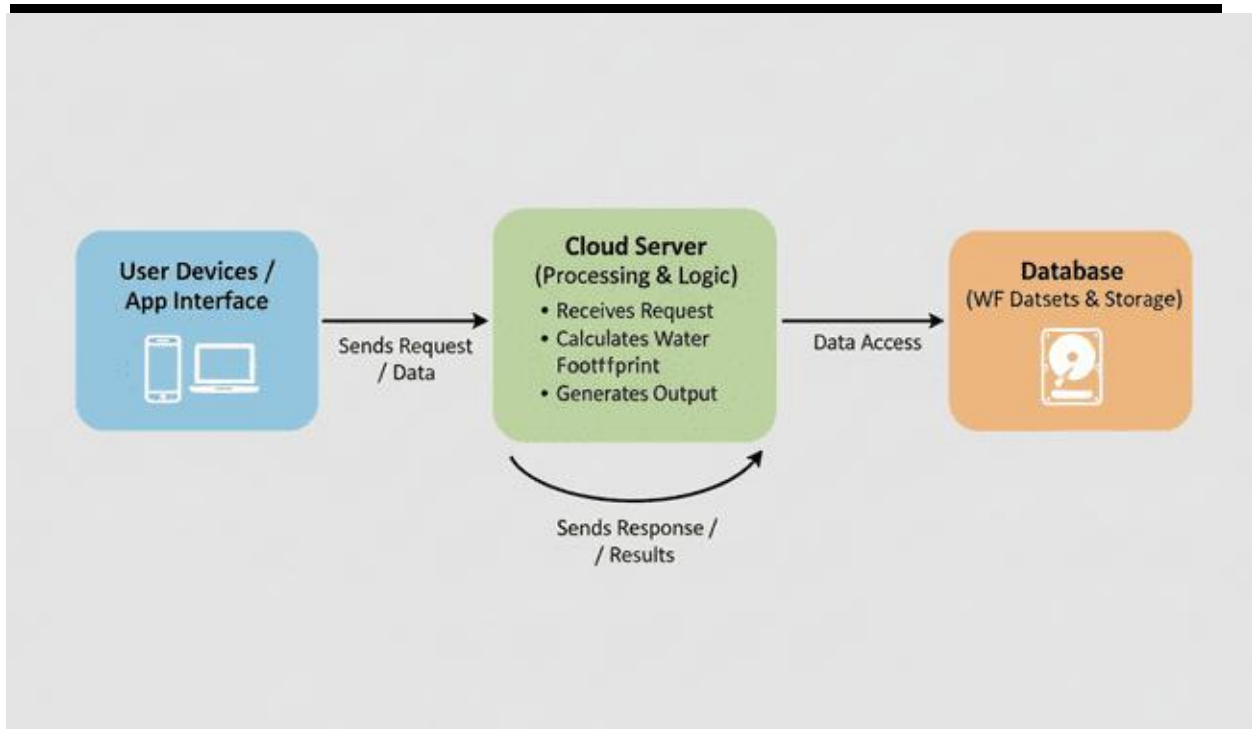 User Devices /
App Interface
Sends Request
/ Data
Cloud Server
(Processing & Logic)
• Receives Request
• Calculates Water
Foottfprint
• Generates Output
Sends Response /
/ Results
Data Access
Database
(WF Datsets & Storage)